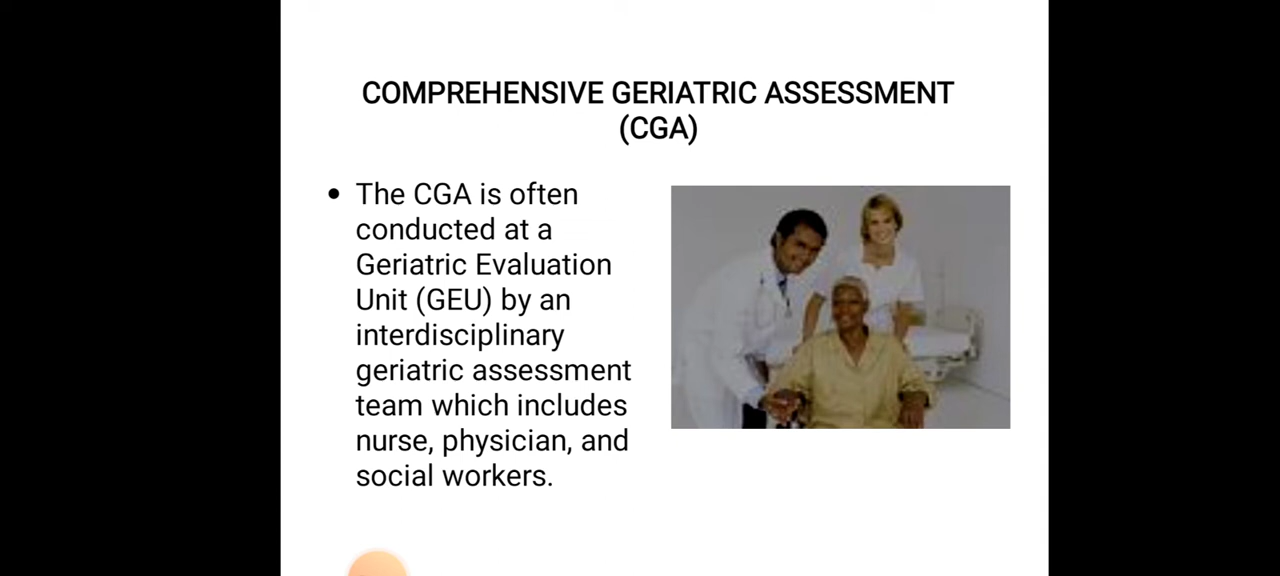 COMPREHENSIVE GERIATRIC ASSESSMENT
(CGA)
• The CGA is often
conducted at a
Geriatric Evaluation
Unit (GEU) by an
interdisciplinary
geriatric assessment
team which includes
nurse, physician, and
social workers.